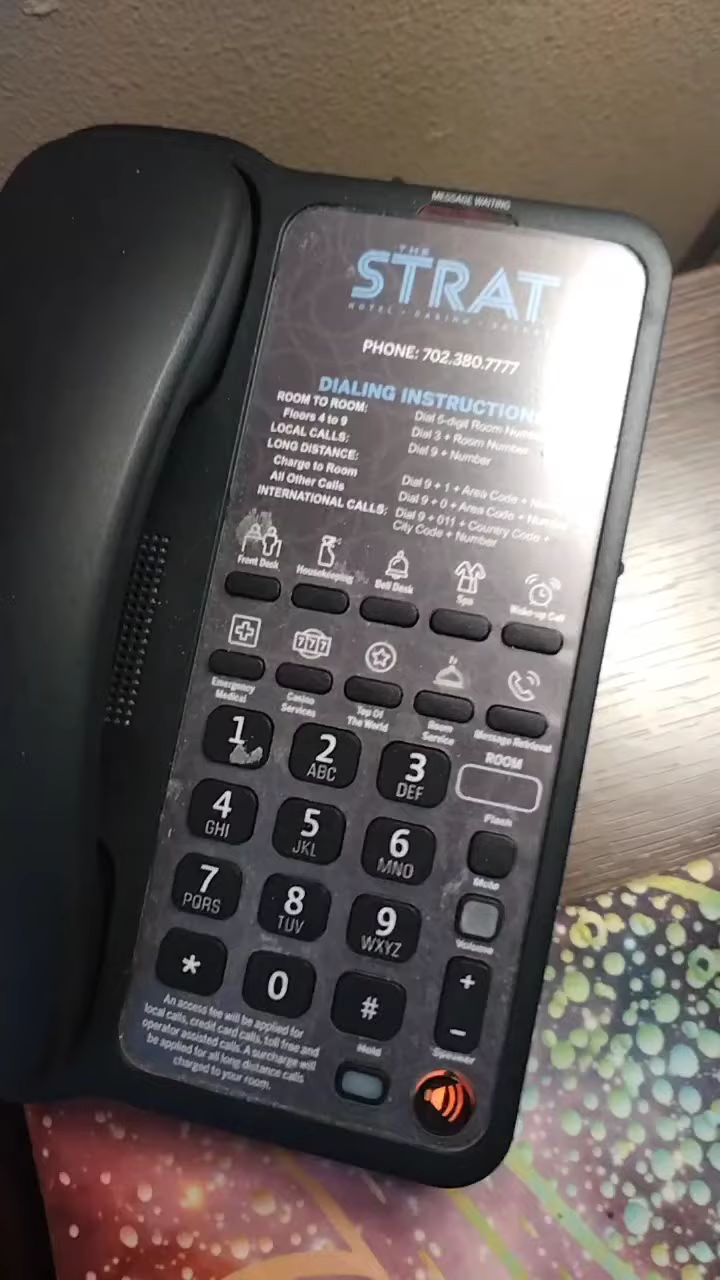 MESSAGE WAITING
THE
STRAT
HOTEL • CASINO •
PHONE: 702.380.7777
DIALING INSTRUCTION
ROOM TO ROOM: Dial 5-digit Room
Floors 4 to 9 Dial 3 + Room Number
LOCAL CALLS: Dial 9 + Number
LONG DISTANCE:
Charge to Room Dial 9 + 1 + Area Code +
All Other Calls Dial 9 + 0 + Area Code +
INTERNATIONAL CALLS: Dial 9 + 011 + Country Code +
City Code + Number
Front Desk Housekeeping Bell Desk Spa Wake-up Call
777
Emergency Medical
Casino Services
Top Of The World
Room Service
Message Retrieval
1
2 ABC
3 DEF
ROOM
4 GHI
5 JKL
6 MNO
Flash
7 PQRS
8 TUV
9 WXYZ
Mute
*
0
#
Volume
+
−
Hold
Speaker
An access fee will be applied for
local calls, credit card calls, toll free and
operator assisted calls. A surcharge will
be applied for all long distance calls
charged to your room.